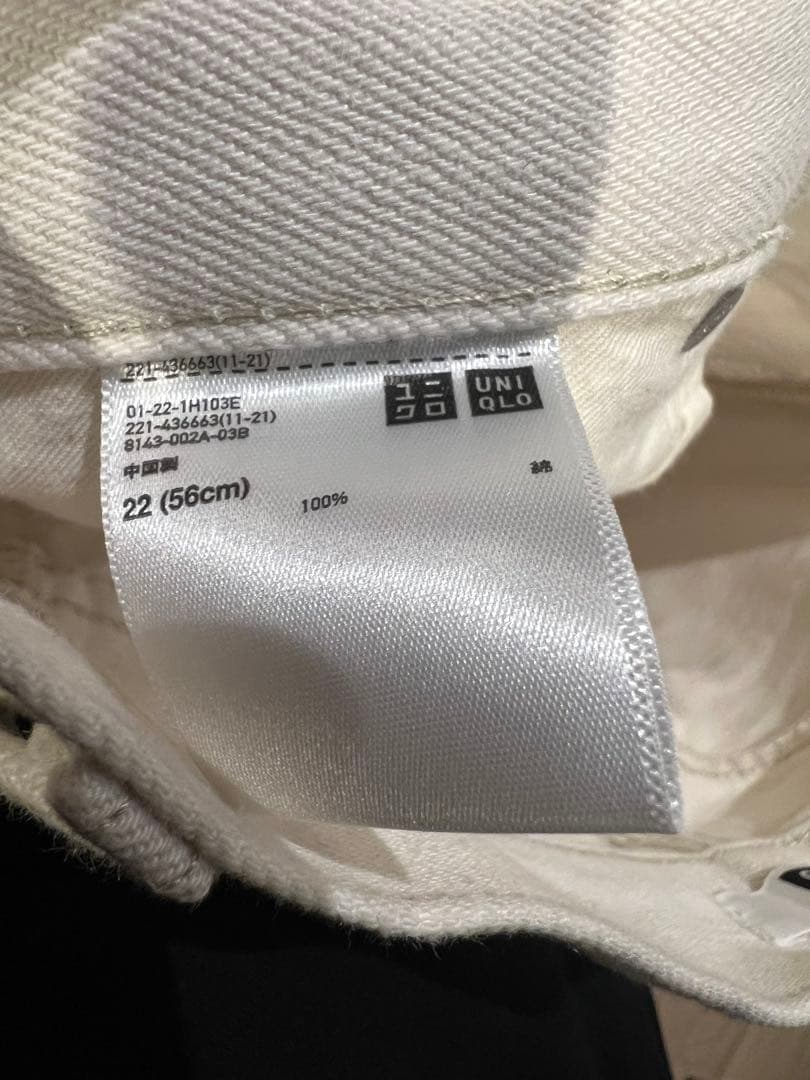 221-436663(11-21)
ユニ
クロ
UNI
QLO
01-22-1H103E
221-436663(11-21)
8143-002A-03B
中国製
22 (56cm)
100%
綿